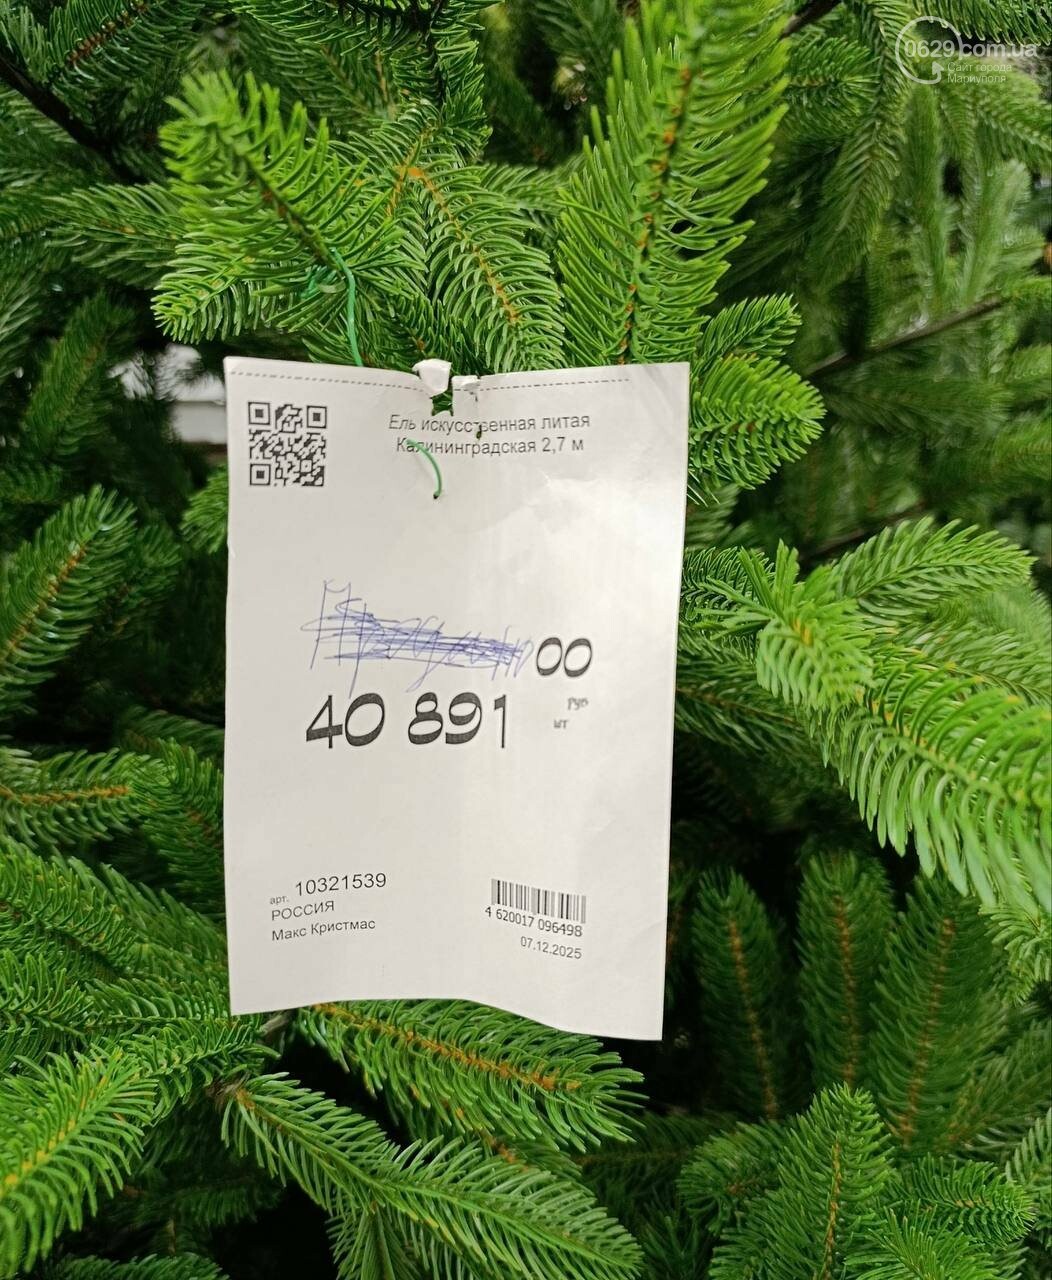 0629.com.ua
Сайт города
Мариуполя
Ель искусственная литая
Калининградская 2,7 м
40 891 00
руб
шт
арт. 10321539
РОССИЯ
Макс Кристмас
4 620017 096498
07.12.2025